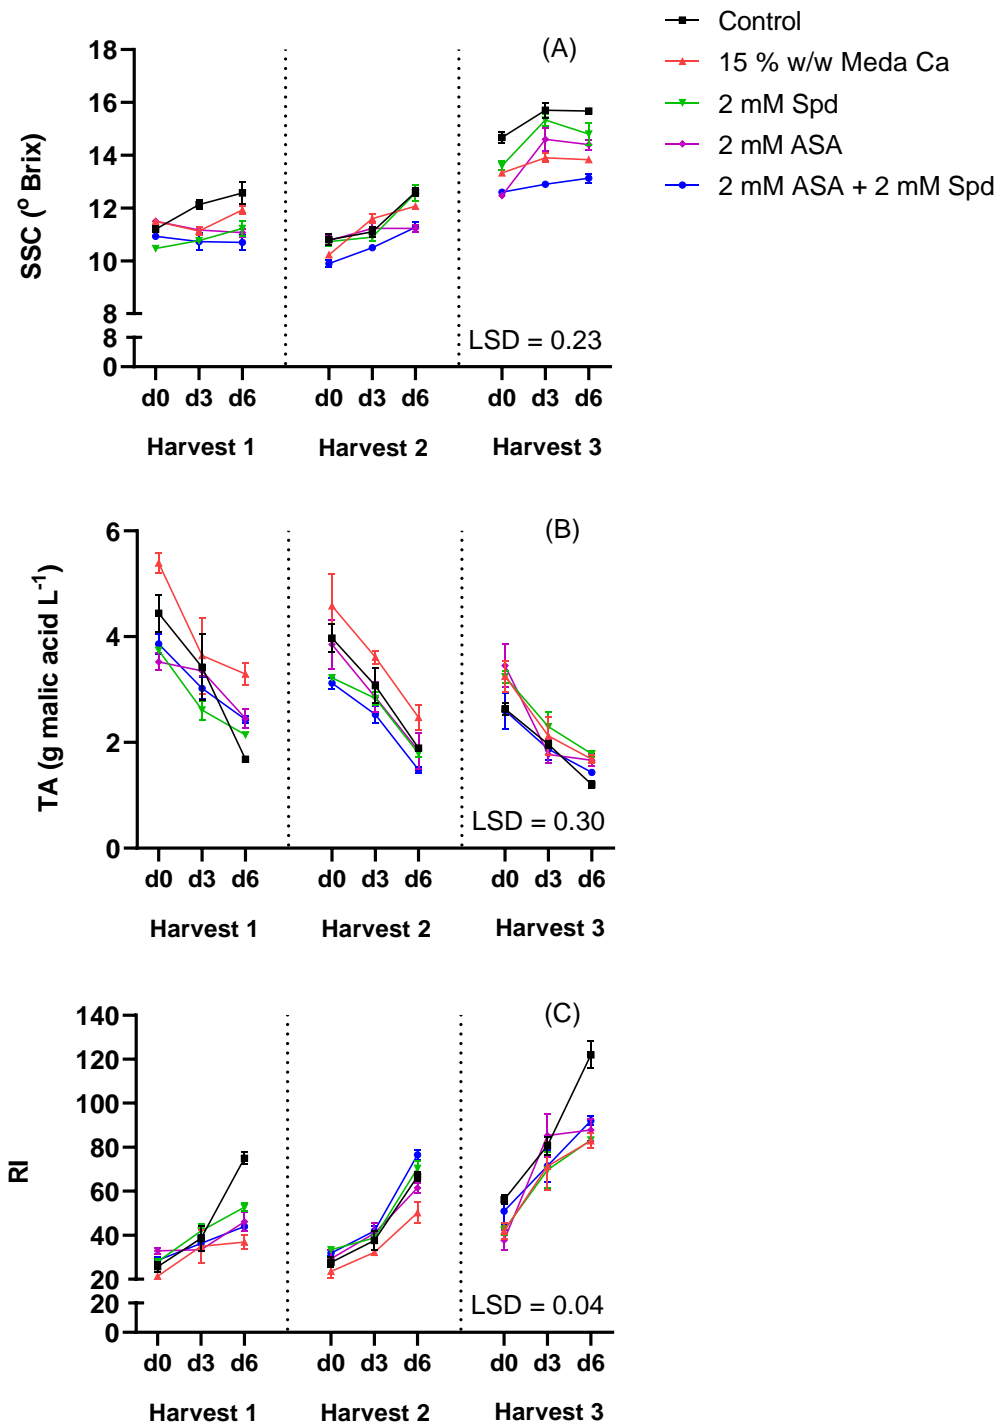 Control
15 % w/w Meda Ca
2 mM Spd
2 mM ASA
2 mM ASA + 2 mM Spd
(A)
SSC (° Brix)
18
16
14
12
10
8
8
0
LSD = 0.23
d0 d3 d6 d0 d3 d6 d0 d3 d6
Harvest 1 Harvest 2 Harvest 3
(B)
TA (g malic acid L-1)
6
4
2
0
LSD = 0.30
d0 d3 d6 d0 d3 d6 d0 d3 d6
Harvest 1 Harvest 2 Harvest 3
(C)
RI
140
120
100
80
60
40
20
20
0
LSD = 0.04
d0 d3 d6 d0 d3 d6 d0 d3 d6
Harvest 1 Harvest 2 Harvest 3